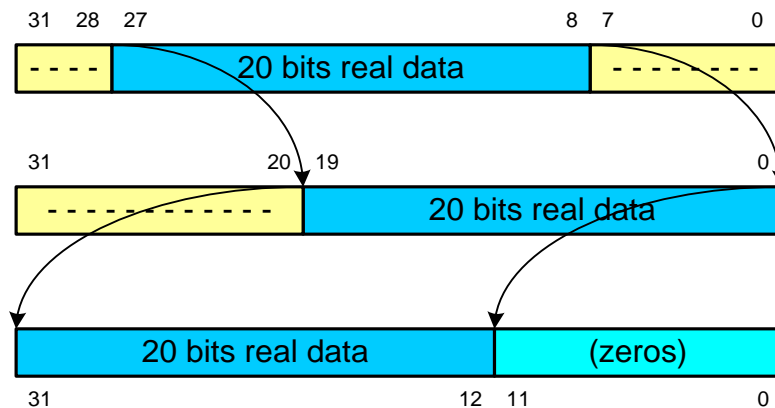 31 28 27 8 7 0
- - - - 20 bits real data - - - - - - - -
31 20 19 0
- - - - - - - - - - - - 20 bits real data
20 bits real data (zeros)
31 12 11 0